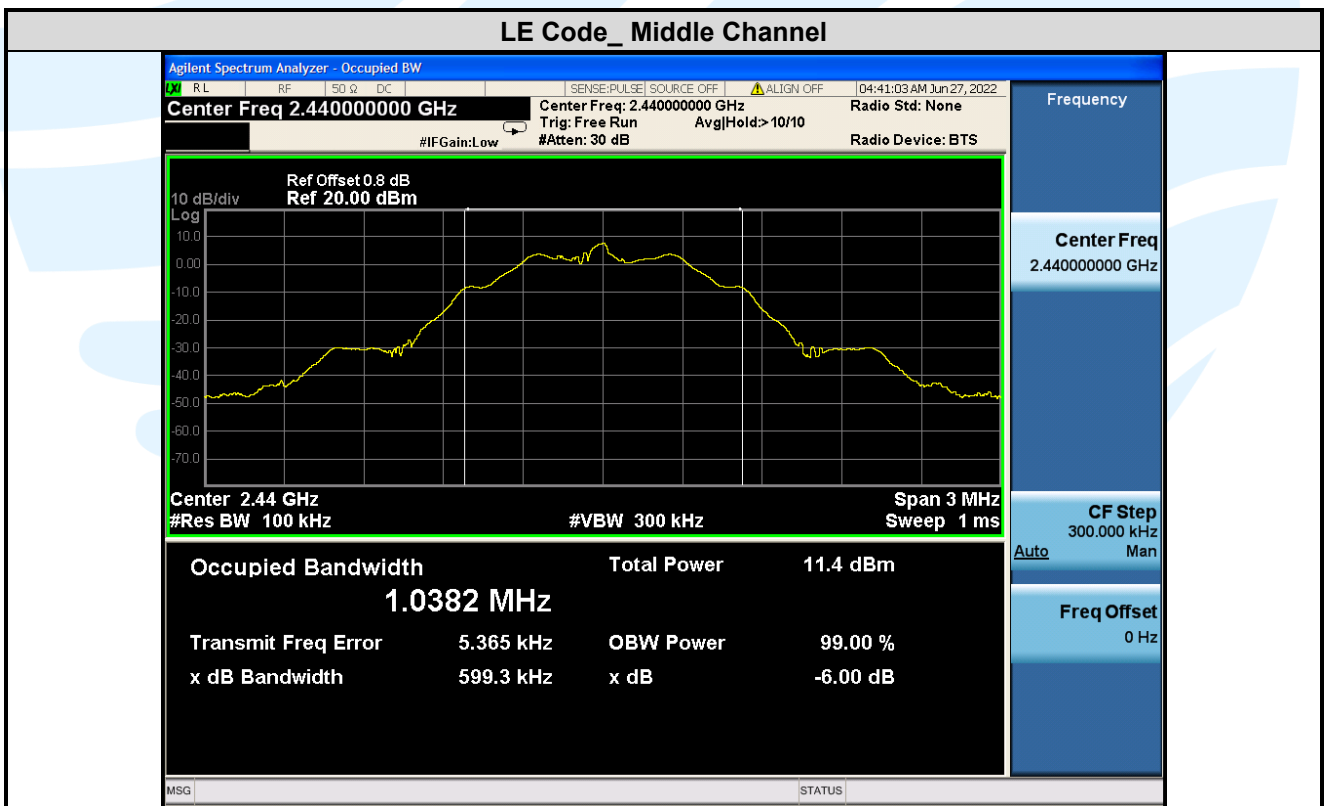 LE Code_ Middle Channel
Agilent Spectrum Analyzer - Occupied BW
LXI RL RF 50 Ω DC SENSE:PULSE SOURCE OFF ALIGN OFF 04:41:03 AM Jun 27, 2022
Center Freq 2.440000000 GHz
Center Freq: 2.440000000 GHz Radio Std: None
Trig: Free Run Avg|Hold:>10/10
#IFGain:Low #Atten: 30 dB Radio Device: BTS
Ref Offset 0.8 dB
10 dB/div Ref 20.00 dBm
Log
10.0
0.00
-10.0
-20.0
-30.0
-40.0
-50.0
-60.0
-70.0
Center 2.44 GHz Span 3 MHz
#Res BW 100 kHz #VBW 300 kHz Sweep 1 ms
Occupied Bandwidth Total Power 11.4 dBm
1.0382 MHz
Transmit Freq Error 5.365 kHz OBW Power 99.00 %
x dB Bandwidth 599.3 kHz x dB -6.00 dB
MSG STATUS
Frequency
Center Freq
2.440000000 GHz
CF Step
300.000 kHz
Auto Man
Freq Offset
0 Hz